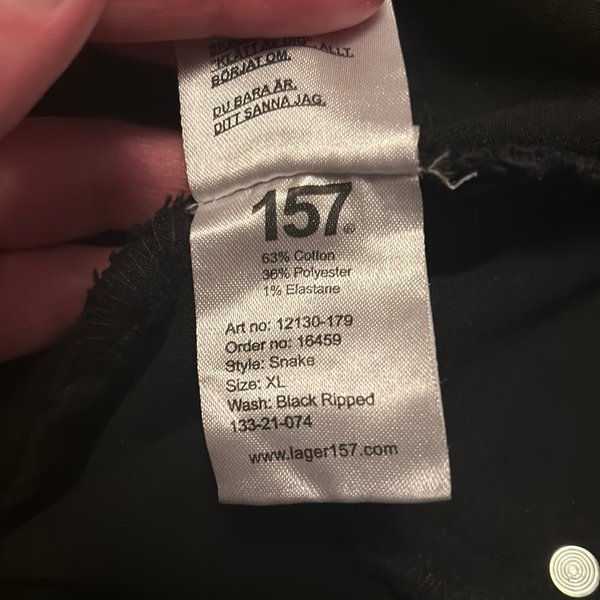 "KLÄTT AV DIG" ALLT.
BÖRJAT OM.
DU BARA ÄR.
DITT SANNA JAG.
157®
63% Cotton
36% Polyester
1% Elastane
Art no: 12130-179
Order no: 16459
Style: Snake
Size: XL
Wash: Black Ripped
133-21-074
www.lager157.com